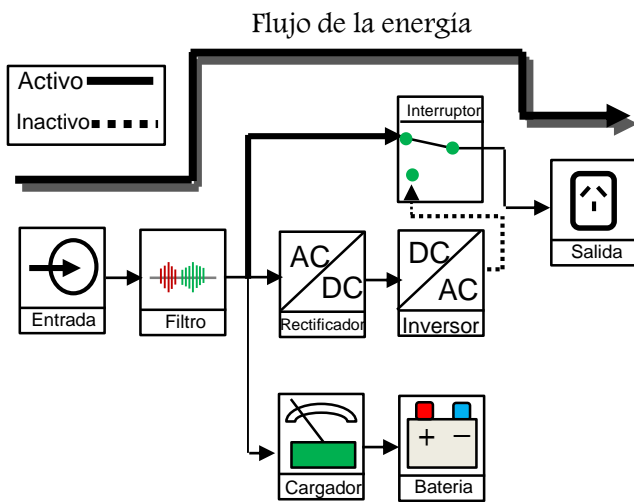 Flujo de la energía
Activo
Inactivo
Interruptor
Salida
Entrada
Filtro
AC
DC
Rectificador
DC
AC
Inversor
Cargador
+ −
Bateria